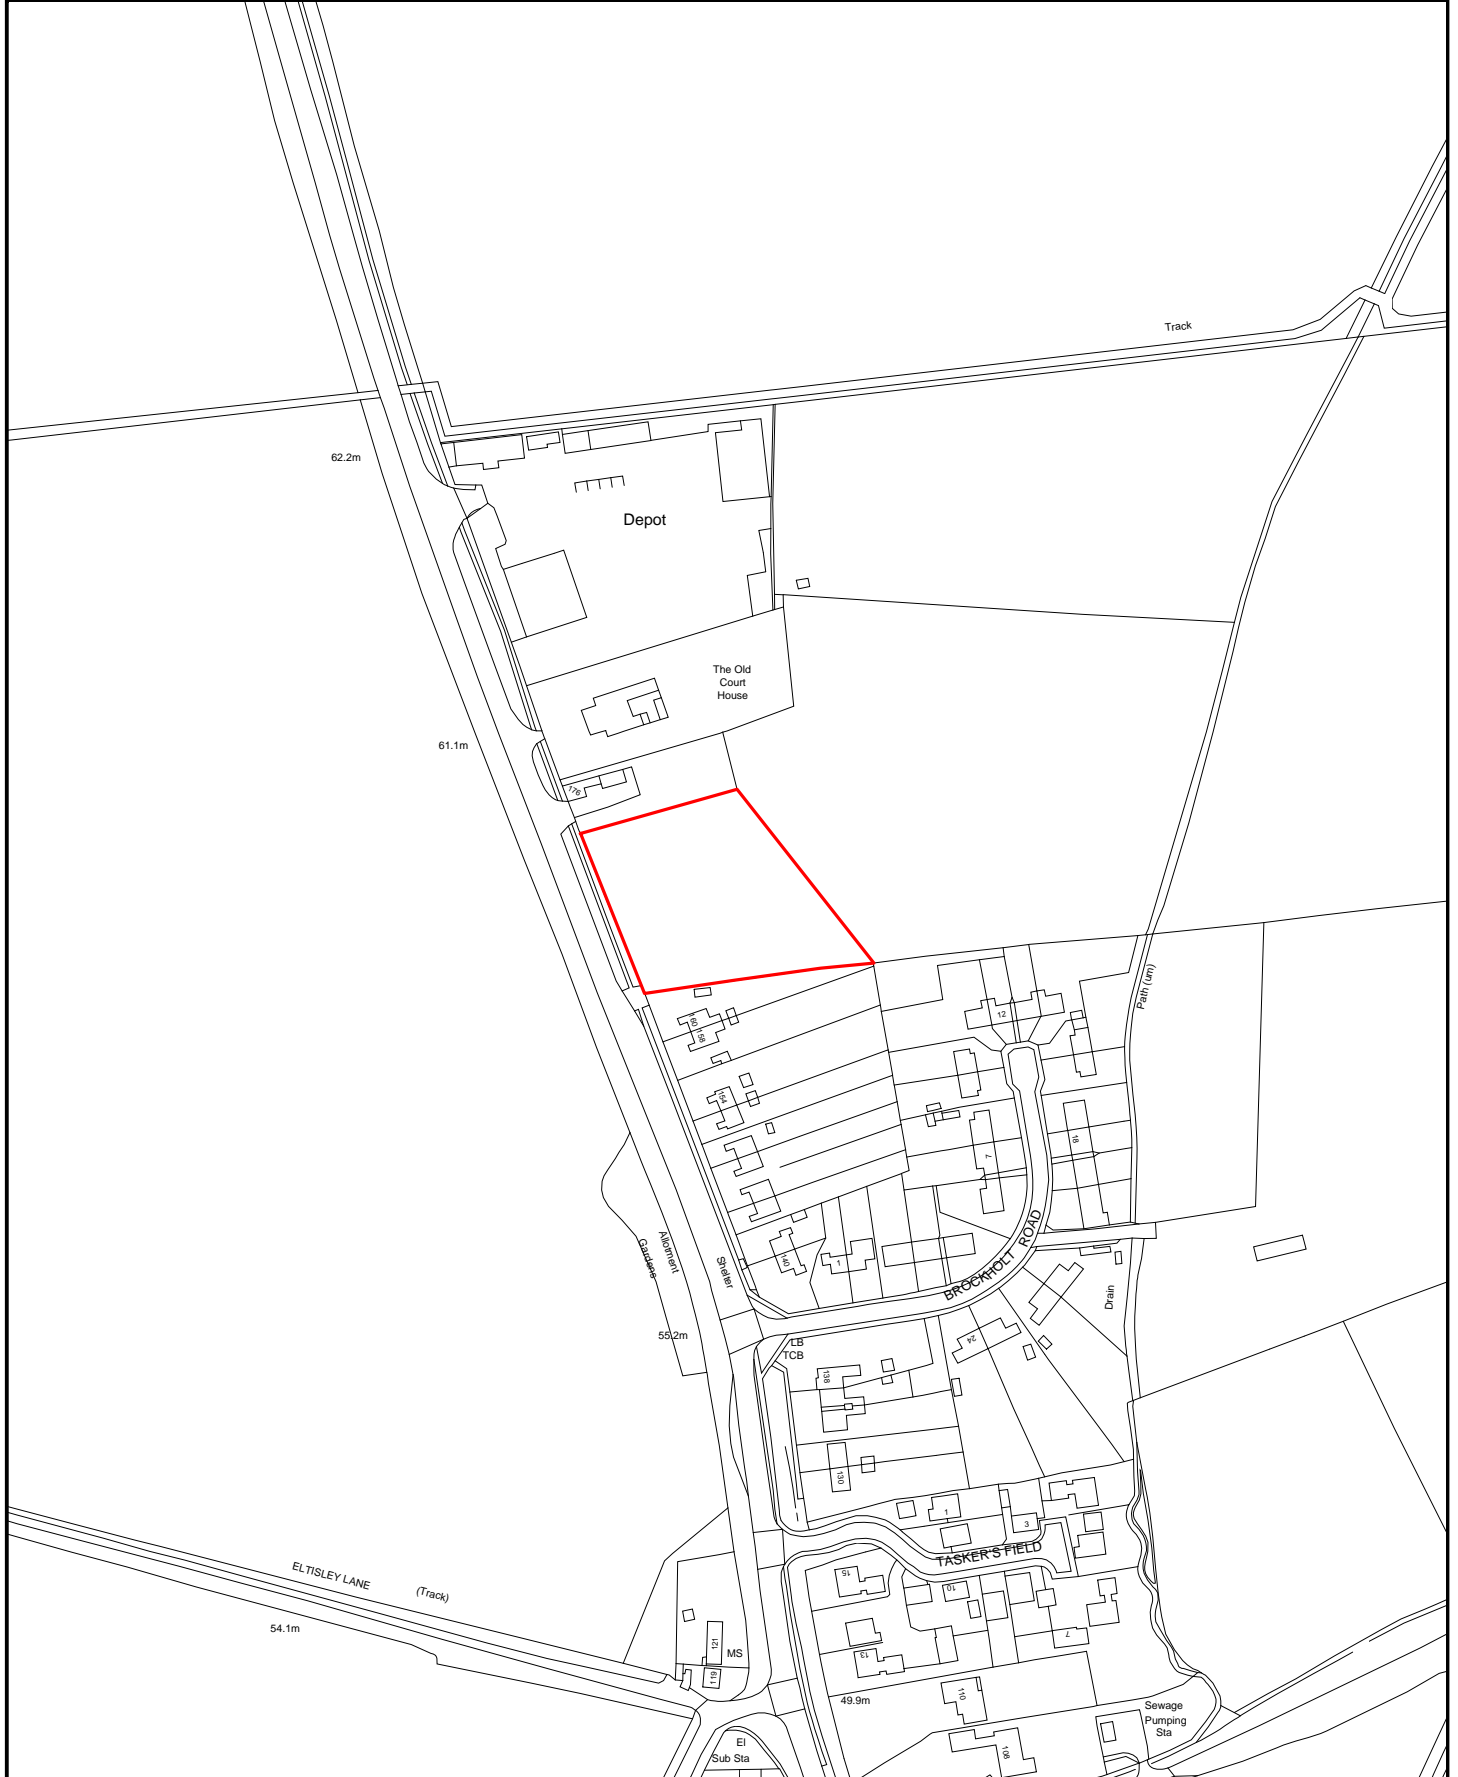 Track
62.2m
Depot
The Old
Court
House
61.1m
176
Path (um)
160
158
12
154
18
7
BROCKHOLT ROAD
Allotment
Gardens
Shelter
140
1
Drain
55.2m
LB
TCB
24
138
130
1
3
TASKER'S FIELD
ELTISLEY LANE
(Track)
15
10
54.1m
121
MS
7
13
119
49.9m
110
Sewage
Pumping
Sta
El
Sub Sta
108